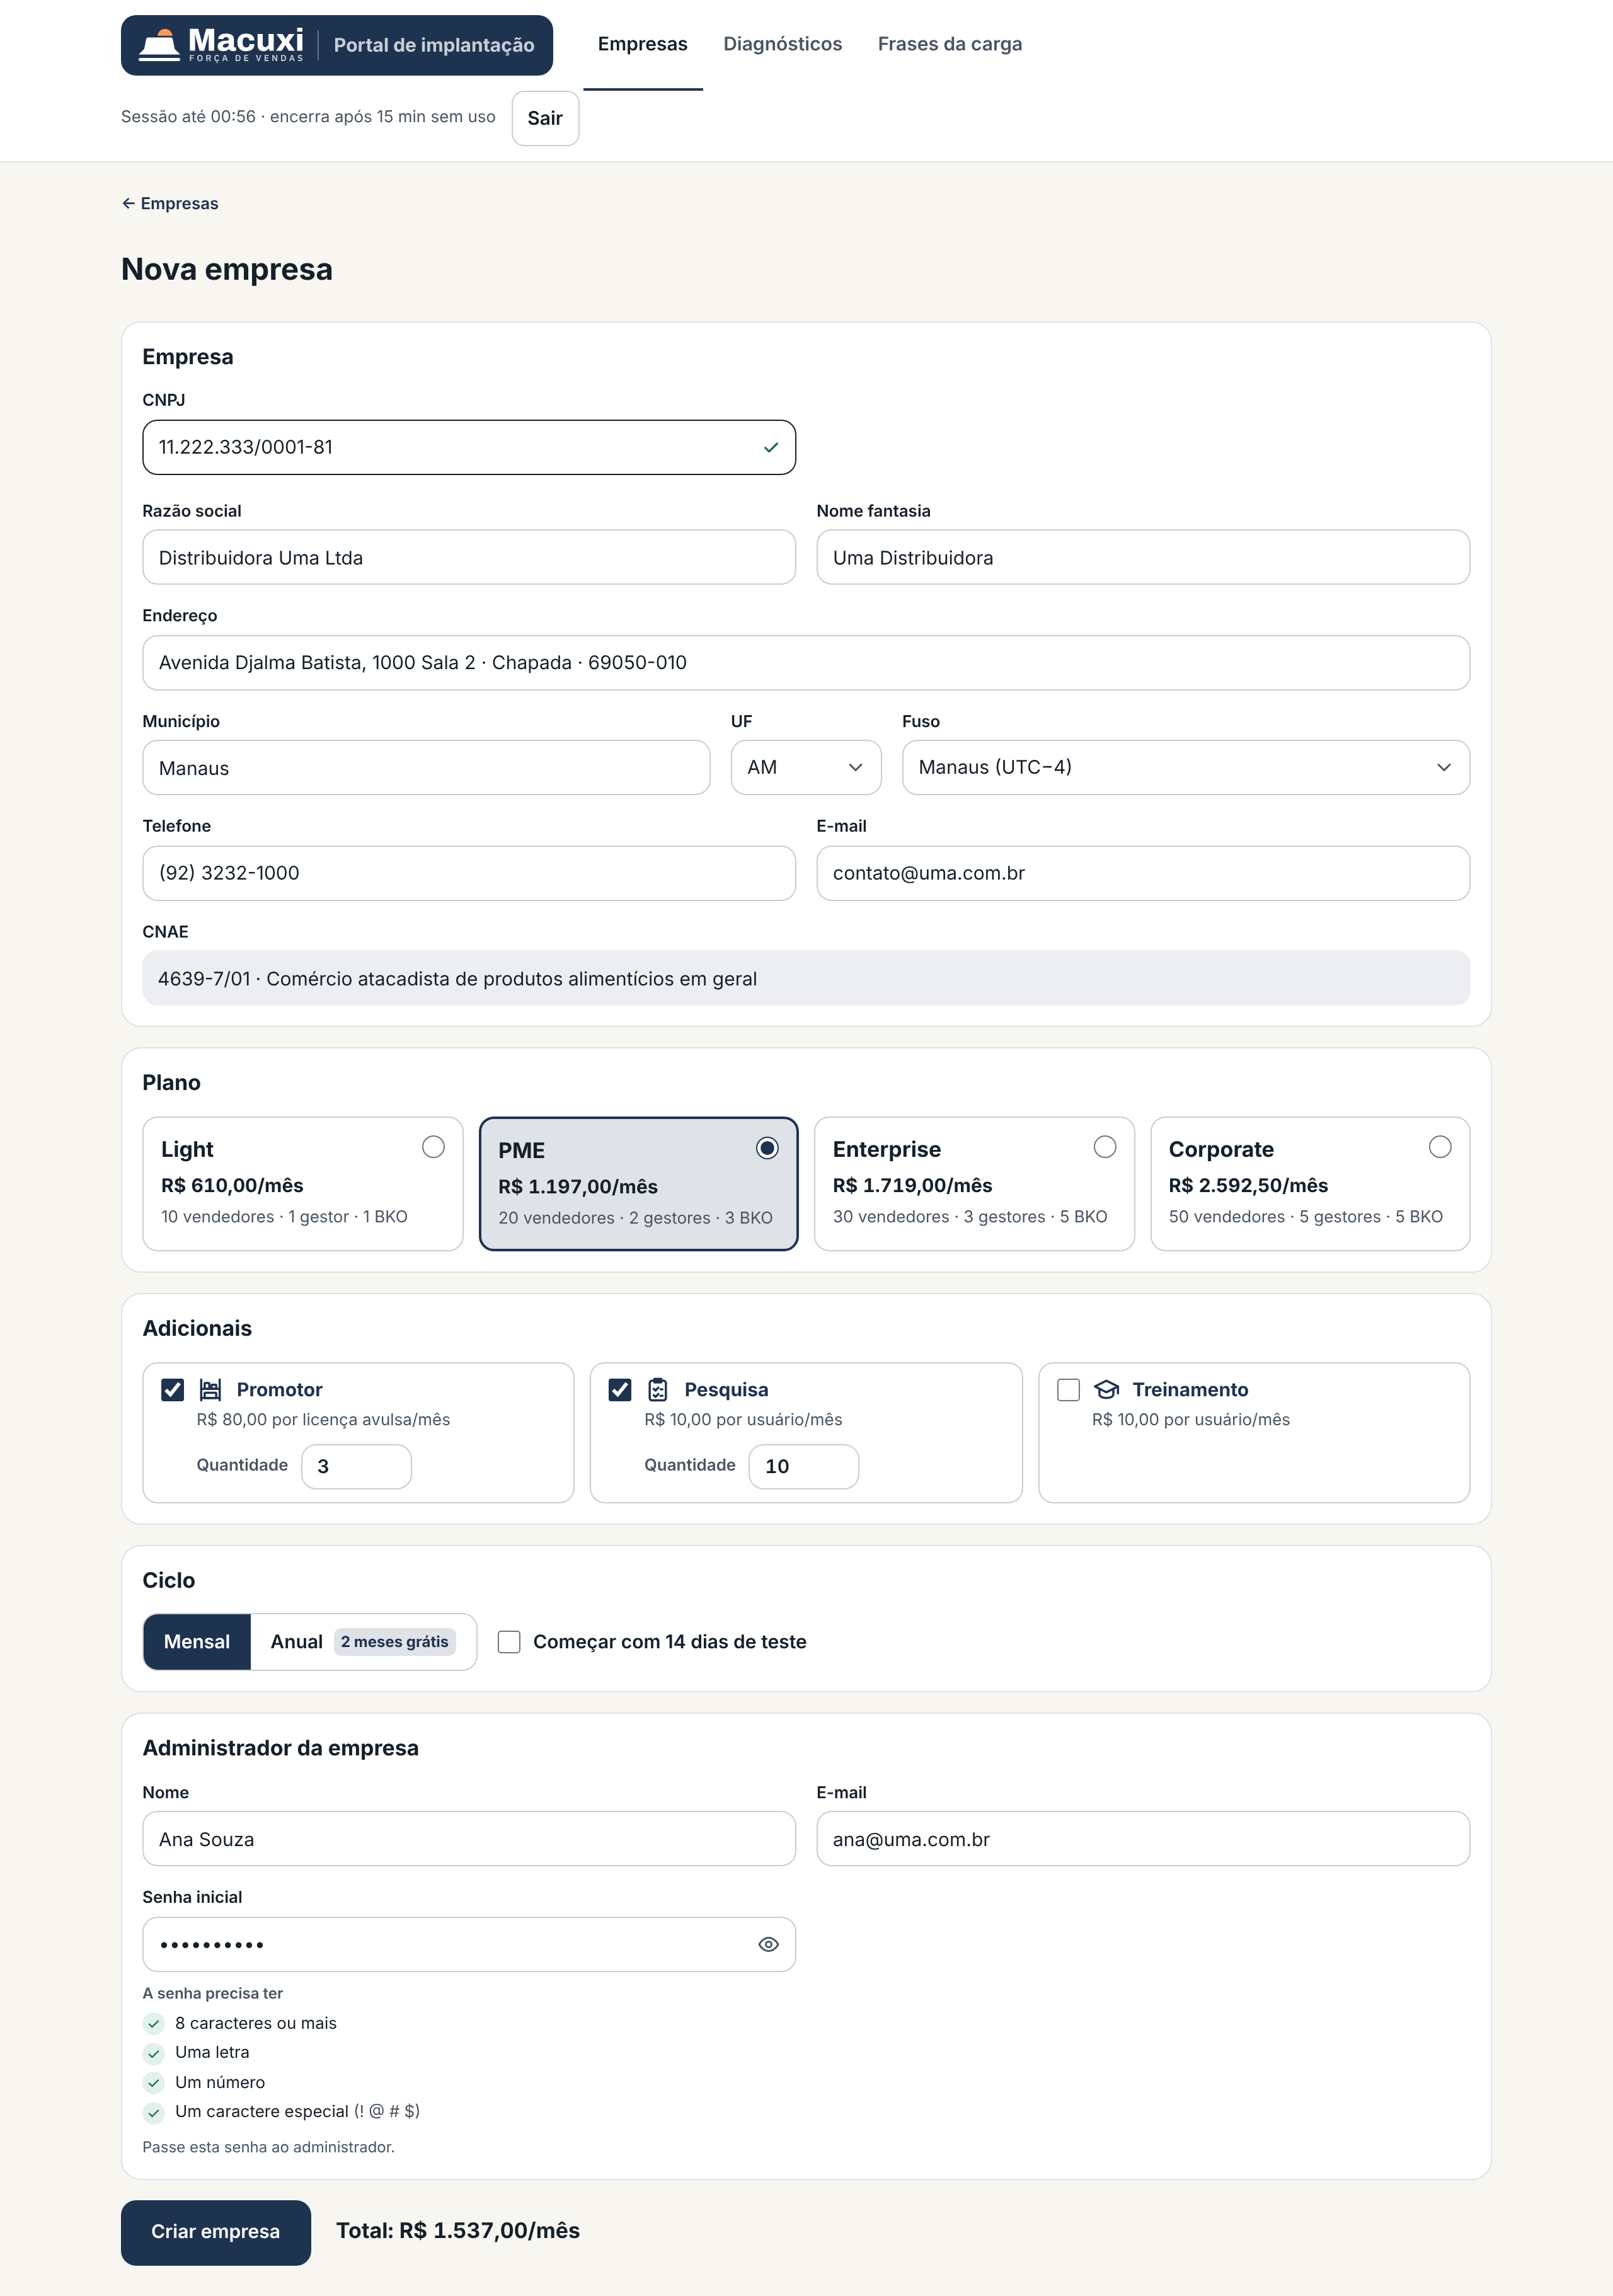 Macuxi
FORÇA DE VENDAS
Portal de implantação
Empresas
Diagnósticos
Frases da carga
Sessão até 00:56 · encerra após 15 min sem uso
Sair
← Empresas
Nova empresa
Empresa
CNPJ
11.222.333/0001-81
Razão social
Nome fantasia
Distribuidora Uma Ltda
Uma Distribuidora
Endereço
Avenida Djalma Batista, 1000 Sala 2 · Chapada · 69050-010
Município
UF
Fuso
Manaus
AM
Manaus (UTC−4)
Telefone
E-mail
(92) 3232-1000
contato@uma.com.br
CNAE
4639-7/01 · Comércio atacadista de produtos alimentícios em geral
Plano
Light
R$ 610,00/mês
10 vendedores · 1 gestor · 1 BKO
PME
R$ 1.197,00/mês
20 vendedores · 2 gestores · 3 BKO
Enterprise
R$ 1.719,00/mês
30 vendedores · 3 gestores · 5 BKO
Corporate
R$ 2.592,50/mês
50 vendedores · 5 gestores · 5 BKO
Adicionais
Promotor
R$ 80,00 por licença avulsa/mês
Quantidade
3
Pesquisa
R$ 10,00 por usuário/mês
Quantidade
10
Treinamento
R$ 10,00 por usuário/mês
Ciclo
Mensal
Anual
2 meses grátis
Começar com 14 dias de teste
Administrador da empresa
Nome
E-mail
Ana Souza
ana@uma.com.br
Senha inicial
••••••••••
A senha precisa ter
8 caracteres ou mais
Uma letra
Um número
Um caractere especial (! @ # $)
Passe esta senha ao administrador.
Criar empresa
Total: R$ 1.537,00/mês